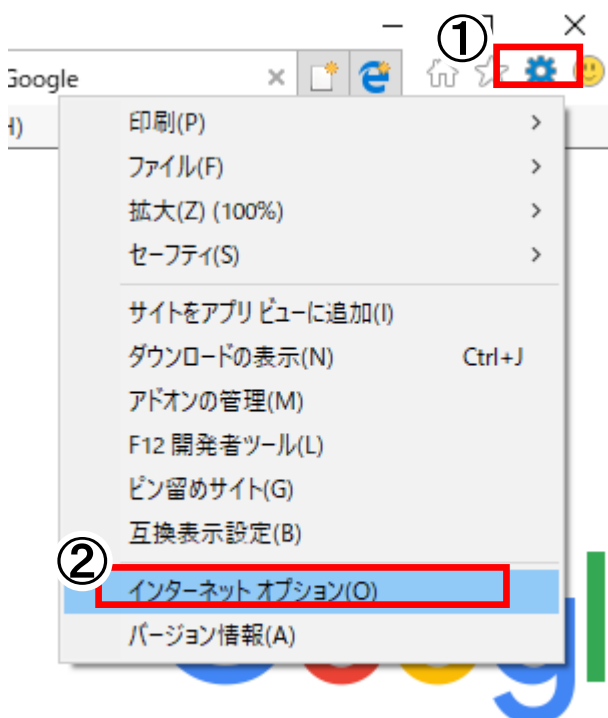 ①
Google
H)
印刷(P)
ファイル(F)
拡大(Z) (100%)
セーフティ(S)
サイトをアプリ ビューに追加(I)
ダウンロードの表示(N) Ctrl+J
アドオンの管理(M)
F12 開発者ツール(L)
ピン留めサイト(G)
互換表示設定(B)
②
インターネット オプション(O)
バージョン情報(A)